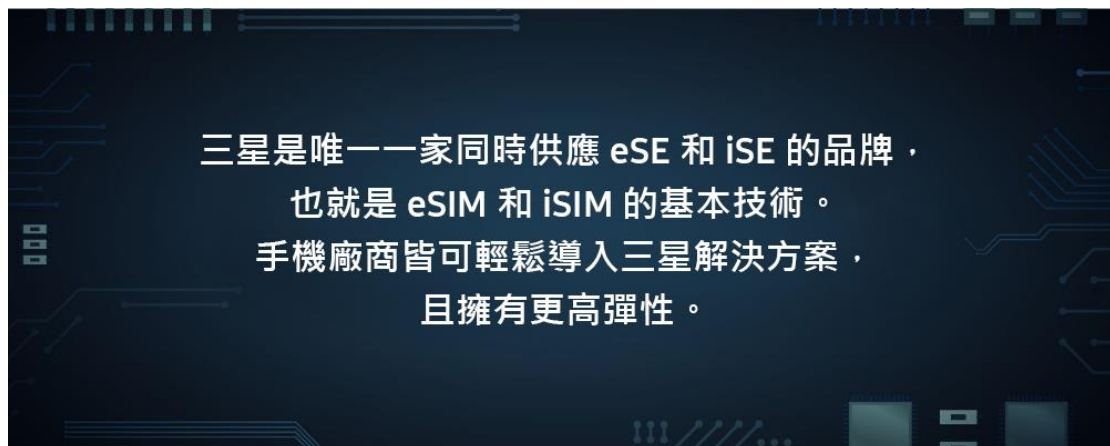 三星是唯一一家同時供應 eSE 和 iSE 的品牌，
也就是 eSIM 和 iSIM 的基本技術。
手機廠商皆可輕鬆導入三星解決方案，
且擁有更高彈性。